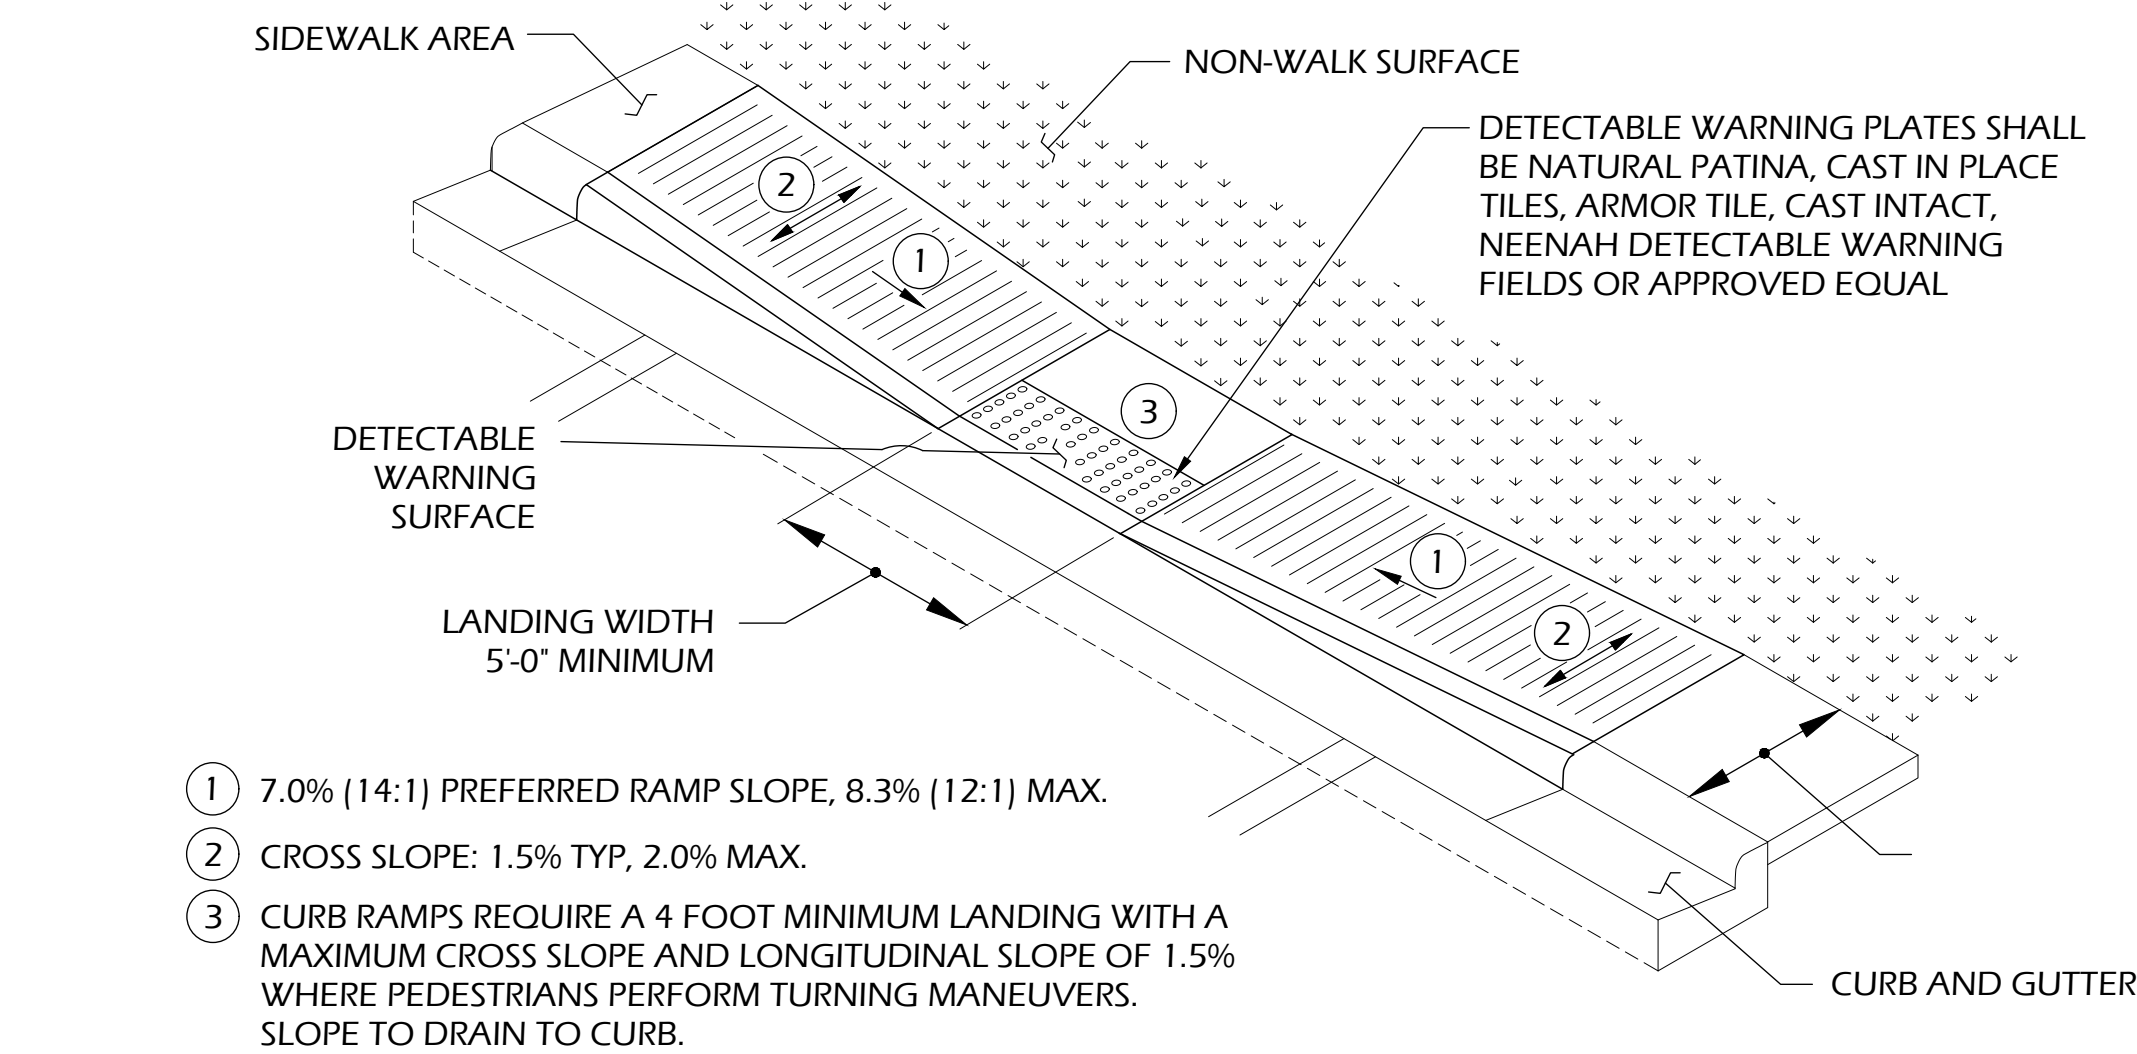 SIDEWALK AREA
NON-WALK SURFACE
DETECTABLE WARNING PLATES SHALL
BE NATURAL PATINA, CAST IN PLACE
TILES, ARMOR TILE, CAST INTACT,
NEENAH DETECTABLE WARNING
FIELDS OR APPROVED EQUAL
2
1
3
DETECTABLE
WARNING
SURFACE
1
2
LANDING WIDTH
5'-0" MINIMUM
1 7.0% (14:1) PREFERRED RAMP SLOPE, 8.3% (12:1) MAX.
2 CROSS SLOPE: 1.5% TYP, 2.0% MAX.
3 CURB RAMPS REQUIRE A 4 FOOT MINIMUM LANDING WITH A
MAXIMUM CROSS SLOPE AND LONGITUDINAL SLOPE OF 1.5%
WHERE PEDESTRIANS PERFORM TURNING MANEUVERS.
SLOPE TO DRAIN TO CURB.
CURB AND GUTTER